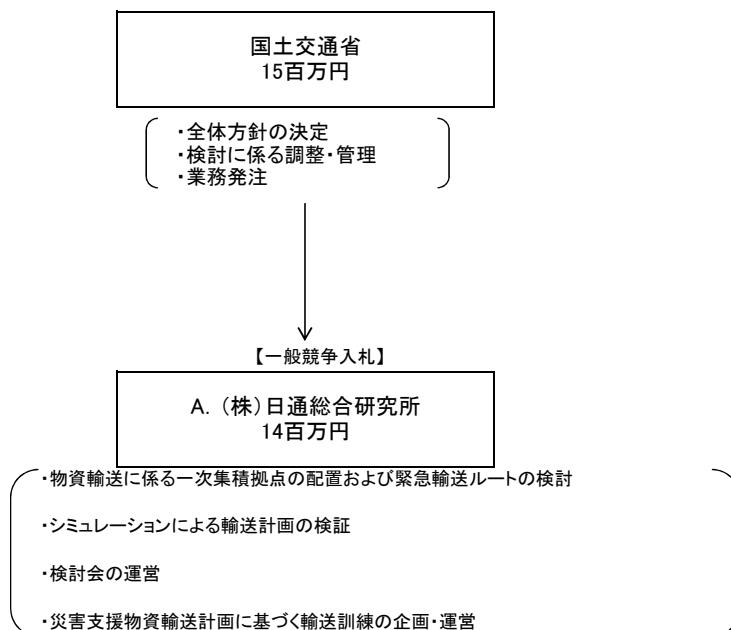 国土交通省
15百万円
・全体方針の決定
・検討に係る調整・管理
・業務発注
【一般競争入札】
A. （株）日通総合研究所
14百万円
・物資輸送に係る一次集積拠点の配置および緊急輸送ルートの検討
・シミュレーションによる輸送計画の検証
・検討会の運営
・災害支援物資輸送計画に基づく輸送訓練の企画・運営